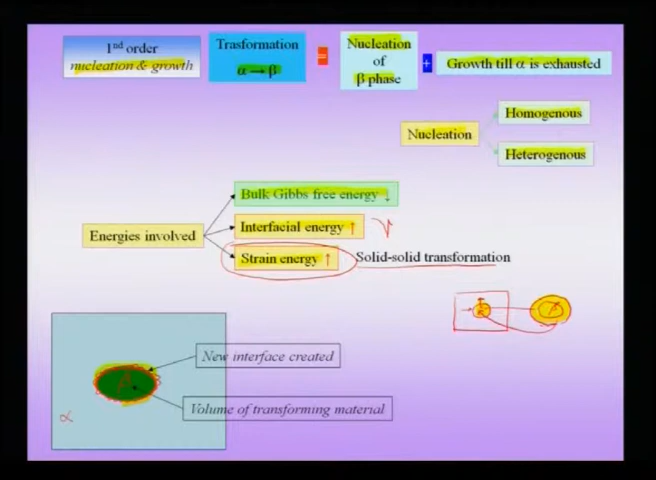 1nd order
nucleation & growth
Trasformation
α → β
=
Nucleation
of
β phase
+
Growth till α is exhausted
Homogenous
Nucleation
Heterogenous
Bulk Gibbs free energy ↓
Interfacial energy ↑
γ
Energies involved
Strain energy ↑
Solid-solid transformation
β
New interface created
β
Volume of transforming material
α